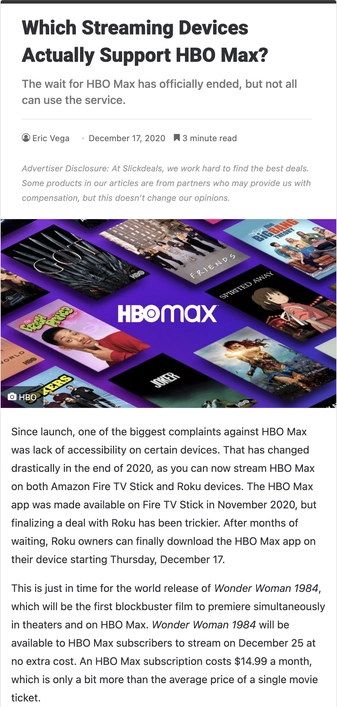 Which Streaming Devices
Actually Support HBO Max?
The wait for HBO Max has officially ended, but not all
can use the service.
Eric Vega - December 17, 2020 3 minute read
Advertiser Disclosure: At Slickdeals, we work hard to find the best deals.
Some products in our articles are from partners who may provide us with
compensation, but this doesn't change our opinions.
BIG BANG
FRIENDS
SPIRITED AWAY
HBOmax
JOKER
HBO
Since launch, one of the biggest complaints against HBO Max
was lack of accessibility on certain devices. That has changed
drastically in the end of 2020, as you can now stream HBO Max
on both Amazon Fire TV Stick and Roku devices. The HBO Max
app was made available on Fire TV Stick in November 2020, but
finalizing a deal with Roku has been trickier. After months of
waiting, Roku owners can finally download the HBO Max app on
their device starting Thursday, December 17.
This is just in time for the world release of Wonder Woman 1984,
which will be the first blockbuster film to premiere simultaneously
in theaters and on HBO Max. Wonder Woman 1984 will be
available to HBO Max subscribers to stream on December 25 at
no extra cost. An HBO Max subscription costs $14.99 a month,
which is only a bit more than the average price of a single movie
ticket.